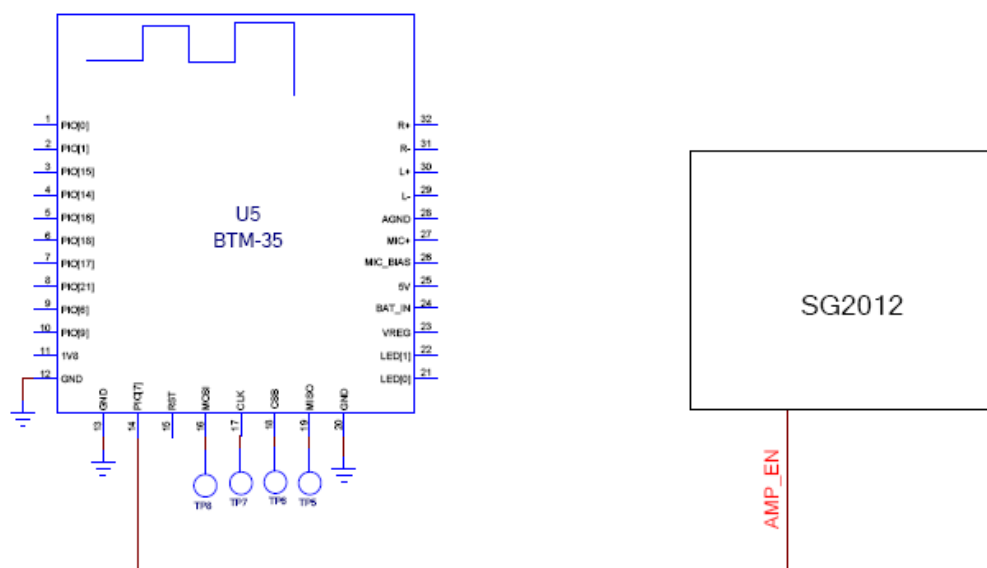 1 PIO[0]
2 PIO[1]
3 PIO[15]
4 PIO[14]
5 PIO[16]
6 PIO[18]
7 PIO[17]
8 PIO[21]
9 PIO[6]
10 PIO[9]
11 1V8
12 GND
U5
BTM-35
R+ 32
R- 31
L+ 30
L- 29
AGND 28
MIC+ 27
MIC_BIAS 26
5V 25
BAT_IN 24
VREG 23
LED[1] 22
LED[0] 21
GND 13
PIO[7] 14
RST 15
MOSI 16
CLK 17
CSB 18
MISO 19
GND 20
TP8
TP7
TP6
TP5
SG2012
AMP_EN